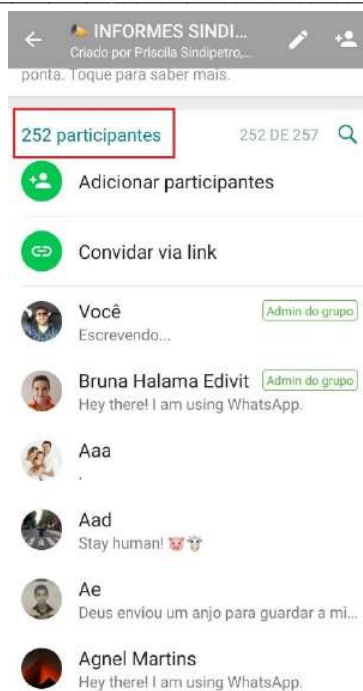 INFORMES SINDI...
Criado por Priscila Sindipetro,...
ponta. Toque para saber mais.
252 participantes
252 DE 257
Adicionar participantes
Convidar via link
Você
Admin do grupo
Escrevendo...
Bruna Halama Edivit
Admin do grupo
Hey there! I am using WhatsApp.
Aaa
.
Aad
Stay human! 🐷🐮
Ae
Deus enviou um anjo para guardar a mi...
Agnel Martins
Hey there! I am using WhatsApp.